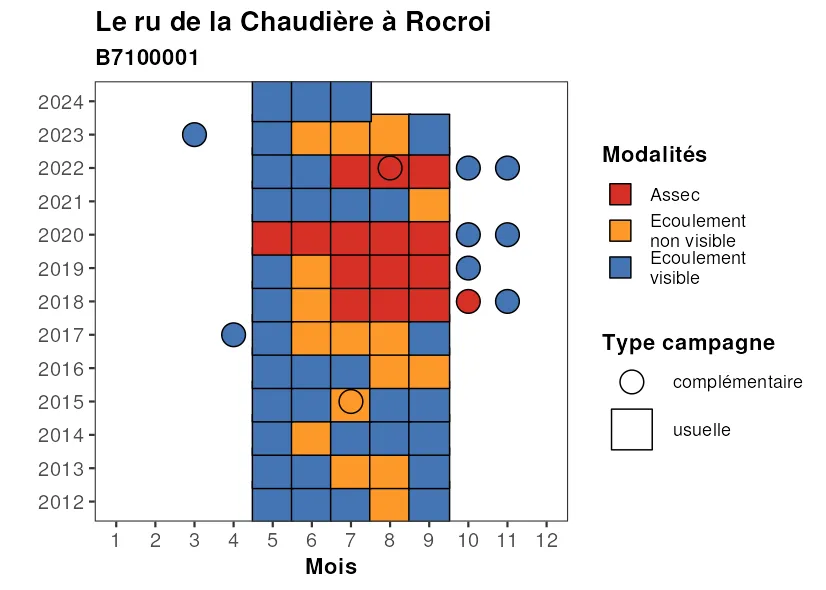 Le ru de la Chaudière à Rocroi
B7100001
2024
2023
2022
2021
2020
2019
2018
2017
2016
2015
2014
2013
2012
1 2 3 4 5 6 7 8 9 10 11 12
Mois
Modalités
Assec
Ecoulement
non visible
Ecoulement
visible
Type campagne
complémentaire
usuelle